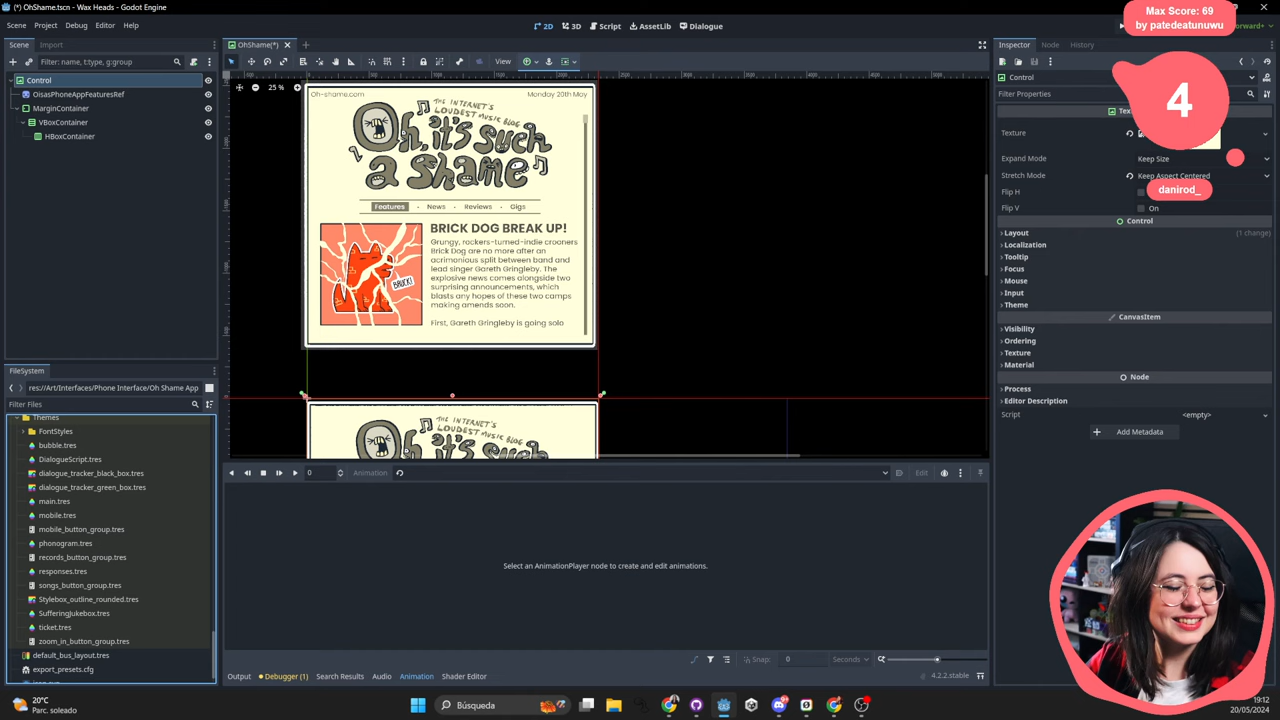 (*) OhShame.tscn - Wax Heads - Godot Engine
Scene Project Debug Editor Help
2D 3D Script AssetLib Dialogue
Max Score: 69
by patedeatunuwu
4
danirod_
Scene Import
Filter: name, t:type, g:group
Control
OisasPhoneAppFeaturesRef
MarginContainer
VBoxContainer
HBoxContainer
OhShame(*)
View
25 %
Oh-shame.com Monday 20th May
THE INTERNET'S
LOUDEST MUSIC BLOG
Oh, it's such
a shame
Features · News · Reviews · Gigs
BRICK DOG BREAK UP!
Grungy, rockers-turned-indie crooners
Brick Dog are no more after an
acrimonious split between band and
lead singer Gareth Gringleby. The
explosive news comes alongside two
surprising announcements, which
blasts any hopes of these two camps
making amends soon.
First, Gareth Gringleby is going solo
BRICK!
THE INTERNET'S
LOUDEST MUSIC BLOG
Oh, it's such
FileSystem
res://Art/Interfaces/Phone Interface/Oh Shame App
Filter Files
Themes
FontStyles
bubble.tres
DialogueScript.tres
dialogue_tracker_black_box.tres
dialogue_tracker_green_box.tres
main.tres
mobile.tres
mobile_button_group.tres
phonogram.tres
records_button_group.tres
responses.tres
songs_button_group.tres
Stylebox_outline_rounded.tres
SufferingJukebox.tres
ticket.tres
zoom_in_button_group.tres
default_bus_layout.tres
export_presets.cfg
0 Animation Edit
Select an AnimationPlayer node to create and edit animations.
Snap: 0 Seconds
Output Debugger (1) Search Results Audio Animation Shader Editor 4.2.2.stable
Inspector Node History
Control
Filter Properties
Texture
Expand Mode Keep Size
Stretch Mode Keep Aspect Centered
Flip H
Flip V On
Control
Layout (1 change)
Localization
Tooltip
Focus
Mouse
Input
Theme
CanvasItem
Visibility
Ordering
Texture
Material
Node
Process
Editor Description
Script <empty>
Add Metadata
20°C
Parc. soleado
Búsqueda
19:12
20/05/2024